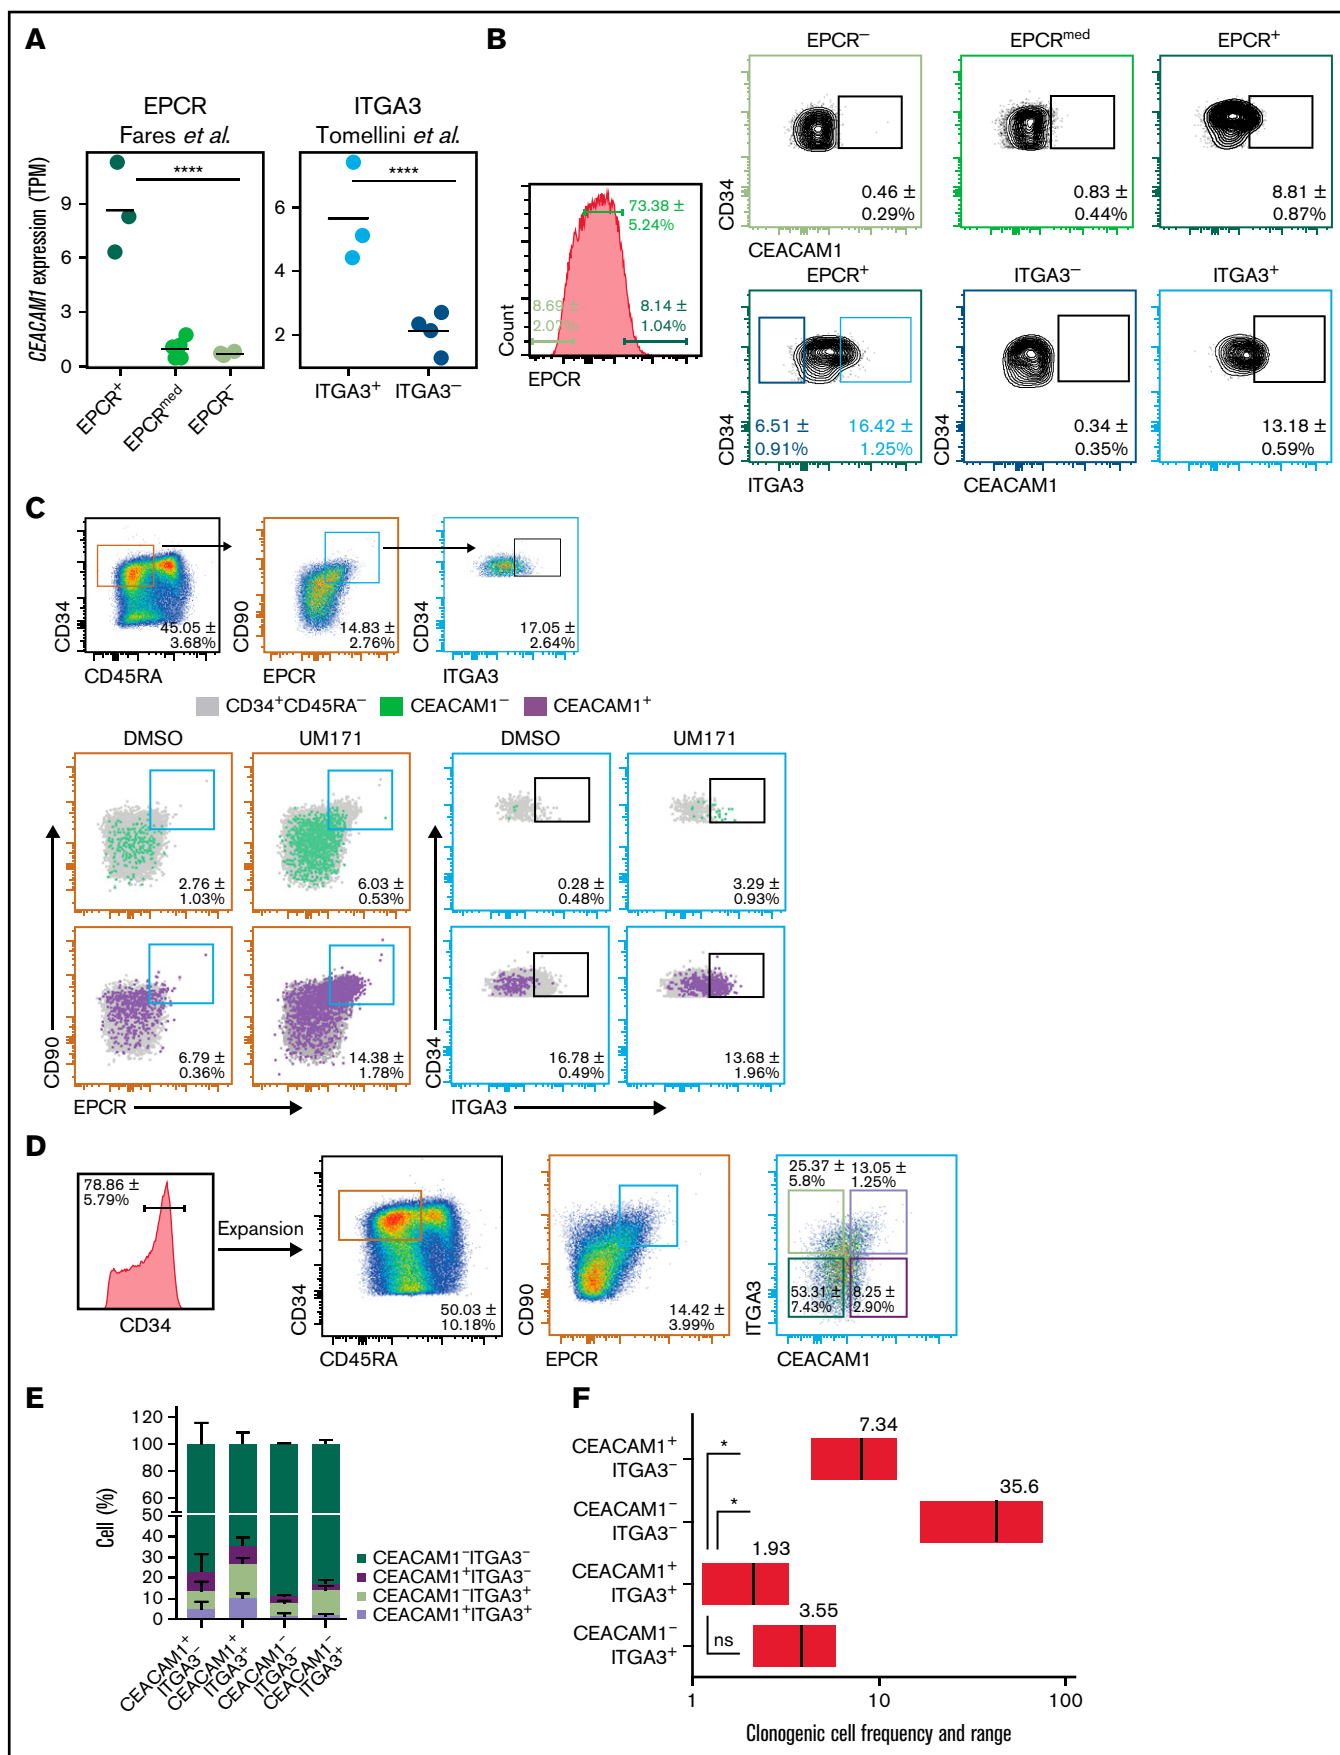 A
EPCR
Fares et al.
ITGA3
Tomellini et al.
CEACAM1 expression (TPM)
9
6
3
0
****
EPCR+
EPCRmed
EPCR−
6
4
2
****
ITGA3+
ITGA3−
B
Count
EPCR
73.38 ±
5.24%
8.69 ±
2.07%
8.14 ±
1.04%
EPCR−
EPCRmed
EPCR+
CD34
CEACAM1
0.46 ±
0.29%
0.83 ±
0.44%
8.81 ±
0.87%
EPCR+
ITGA3−
ITGA3+
CD34
ITGA3
6.51 ±
0.91%
16.42 ±
1.25%
CD34
CEACAM1
0.34 ±
0.35%
13.18 ±
0.59%
C
CD34
CD45RA
45.05 ±
3.68%
CD90
EPCR
14.83 ±
2.76%
CD34
ITGA3
17.05 ±
2.64%
CD34+CD45RA−
CEACAM1−
CEACAM1+
DMSO
UM171
DMSO
UM171
2.76 ±
1.03%
6.03 ±
0.53%
0.28 ±
0.48%
3.29 ±
0.93%
6.79 ±
0.36%
14.38 ±
1.78%
16.78 ±
0.49%
13.68 ±
1.96%
CD90
EPCR
CD34
ITGA3
D
78.86 ±
5.79%
CD34
Expansion
CD34
CD45RA
50.03 ±
10.18%
CD90
EPCR
14.42 ±
3.99%
ITGA3
CEACAM1
25.37 ±
5.8%
13.05 ±
1.25%
53.31 ±
7.43%
8.25 ±
2.90%
E
Cell (%)
120
100
80
60
50
40
30
20
10
0
CEACAM1+
ITGA3−
CEACAM1+
ITGA3+
CEACAM1−
ITGA3−
CEACAM1−
ITGA3+
CEACAM1−ITGA3−
CEACAM1+ITGA3−
CEACAM1−ITGA3+
CEACAM1+ITGA3+
F
CEACAM1+
ITGA3−
CEACAM1−
ITGA3−
CEACAM1+
ITGA3+
CEACAM1−
ITGA3+
*
*
ns
7.34
35.6
1.93
3.55
1
10
100
Clonogenic cell frequency and range